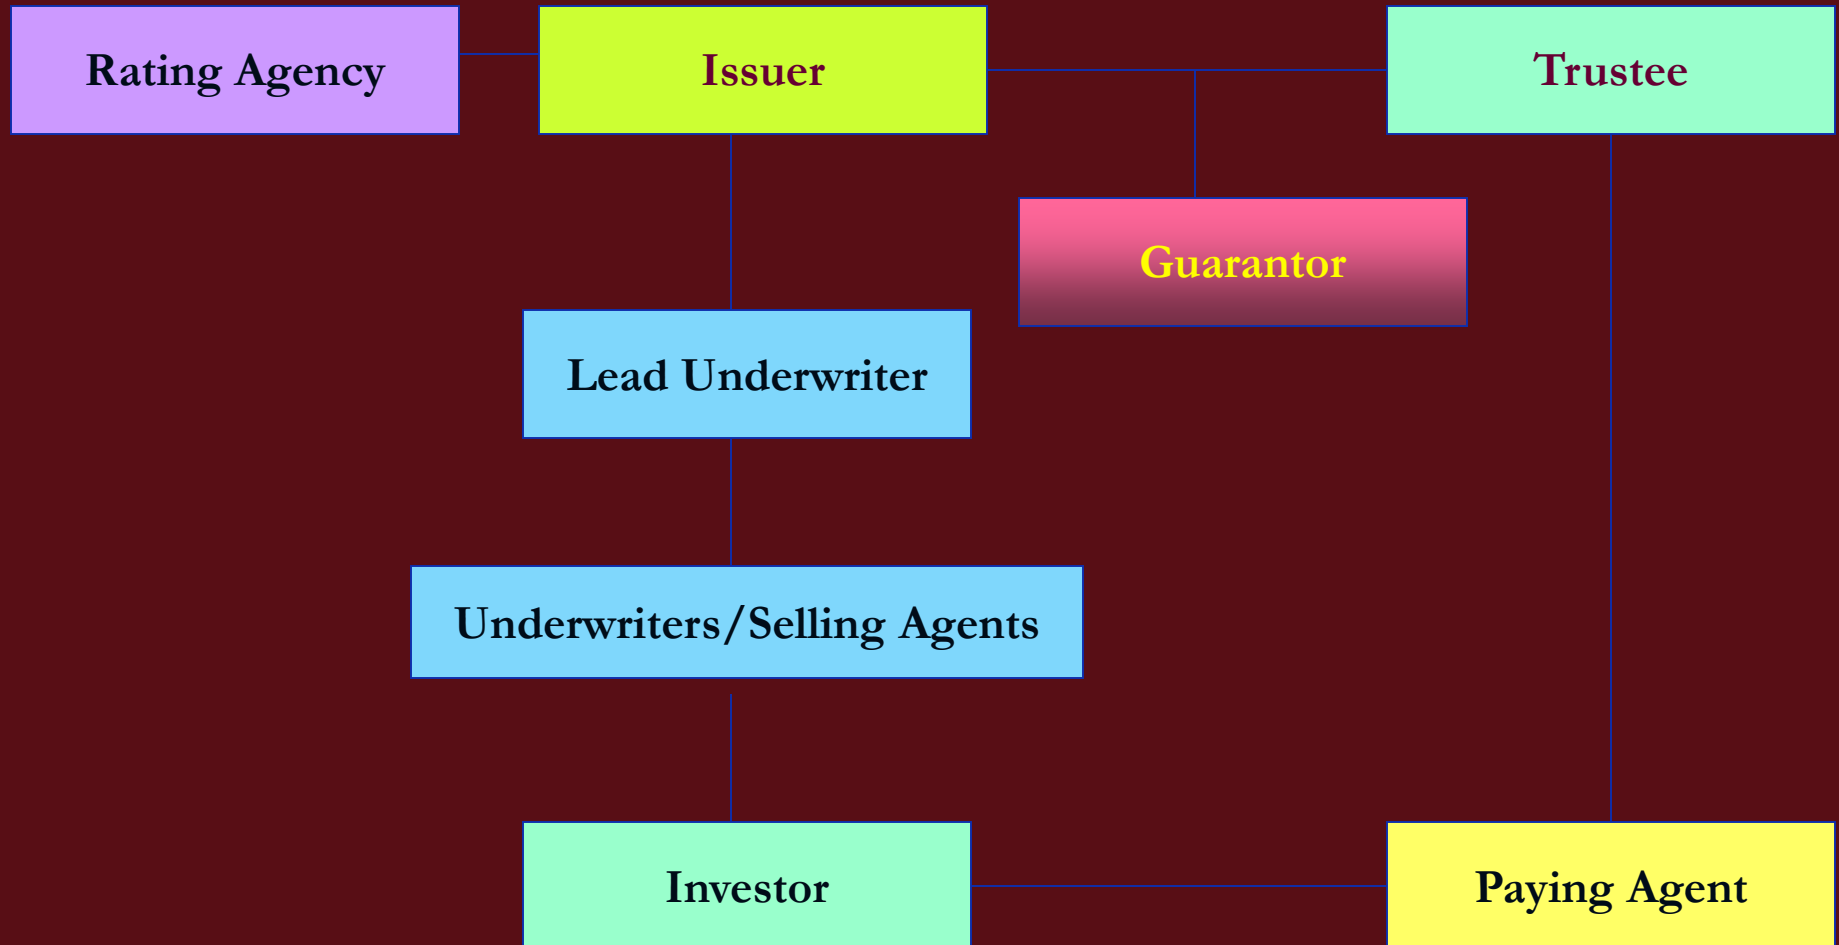 Rating Agency
Issuer
Trustee
Guarantor
Lead Underwriter
Underwriters/Selling Agents
Investor
Paying Agent